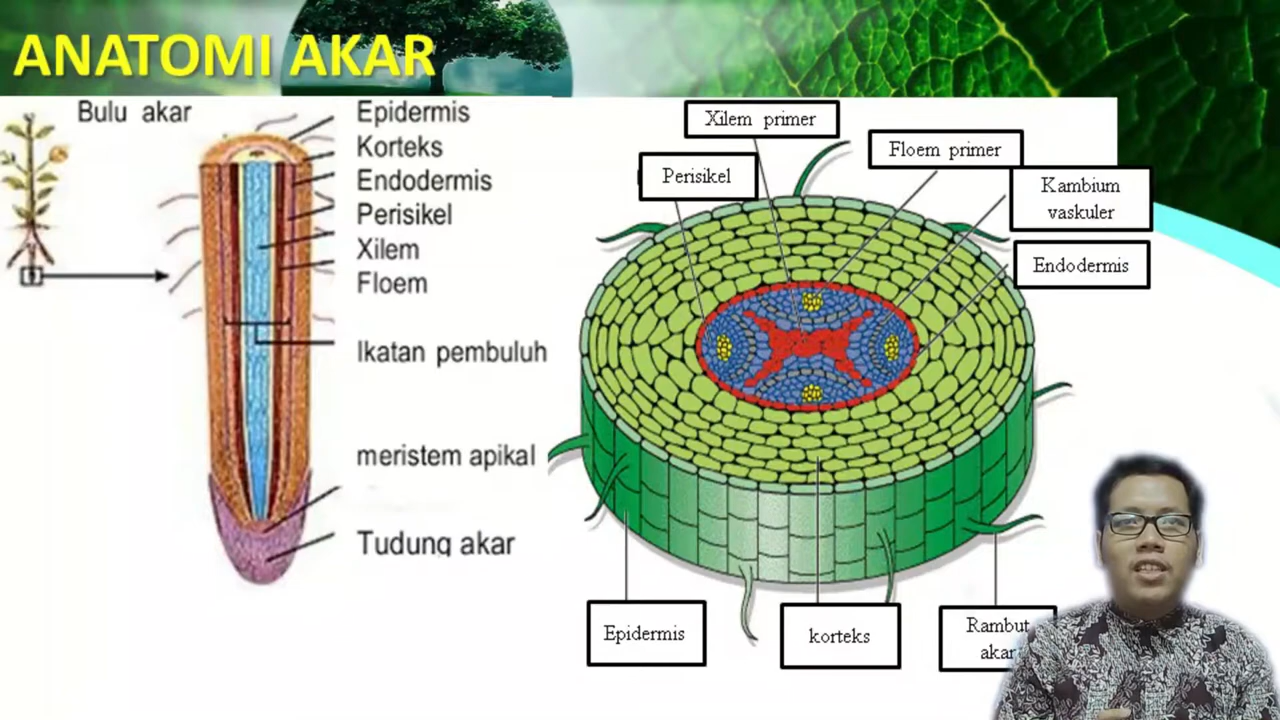 ANATOMI AKAR
Bulu akar
Epidermis
Korteks
Endodermis
Perisikel
Xilem
Floem
Ikatan pembuluh
meristem apikal
Tudung akar
Xilem primer
Floem primer
Perisikel
Kambium
vaskuler
Endodermis
Epidermis
korteks
Rambut
akar